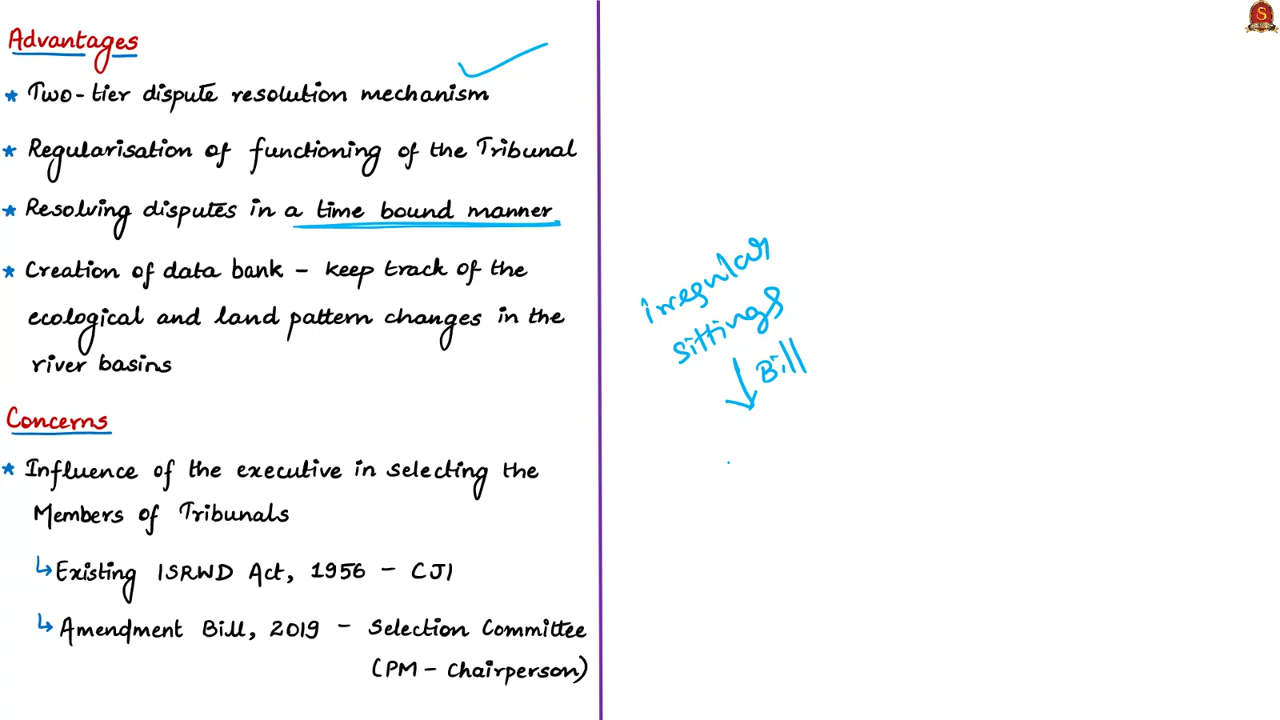 Advantages
* Two-tier dispute resolution mechanism
* Regularisation of functioning of the Tribunal
* Resolving disputes in a time bound manner
* Creation of data bank – keep track of the
ecological and land pattern changes in the
river basins
Concerns
* Influence of the executive in selecting the
Members of Tribunals
↳ Existing ISRWD Act, 1956 – CJI
↳ Amendment Bill, 2019 – Selection Committee
(PM – Chairperson)
irregular
sittings
↓ Bill
S